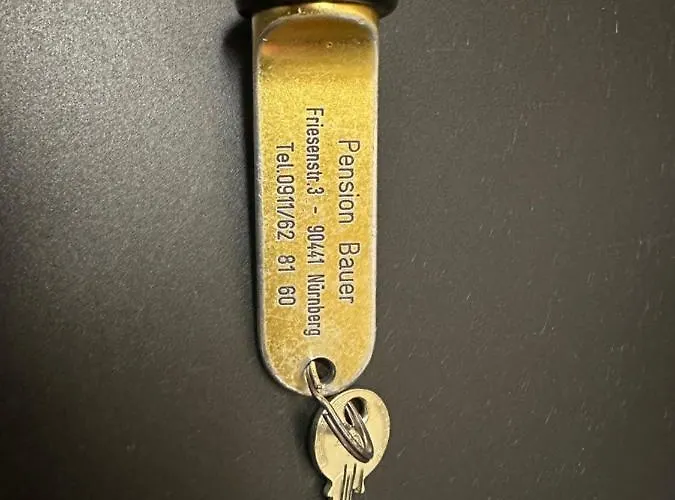 Pension Bauer
Friesenstr.3 - 90441 Nürnberg
Tel.0911/62 81 60